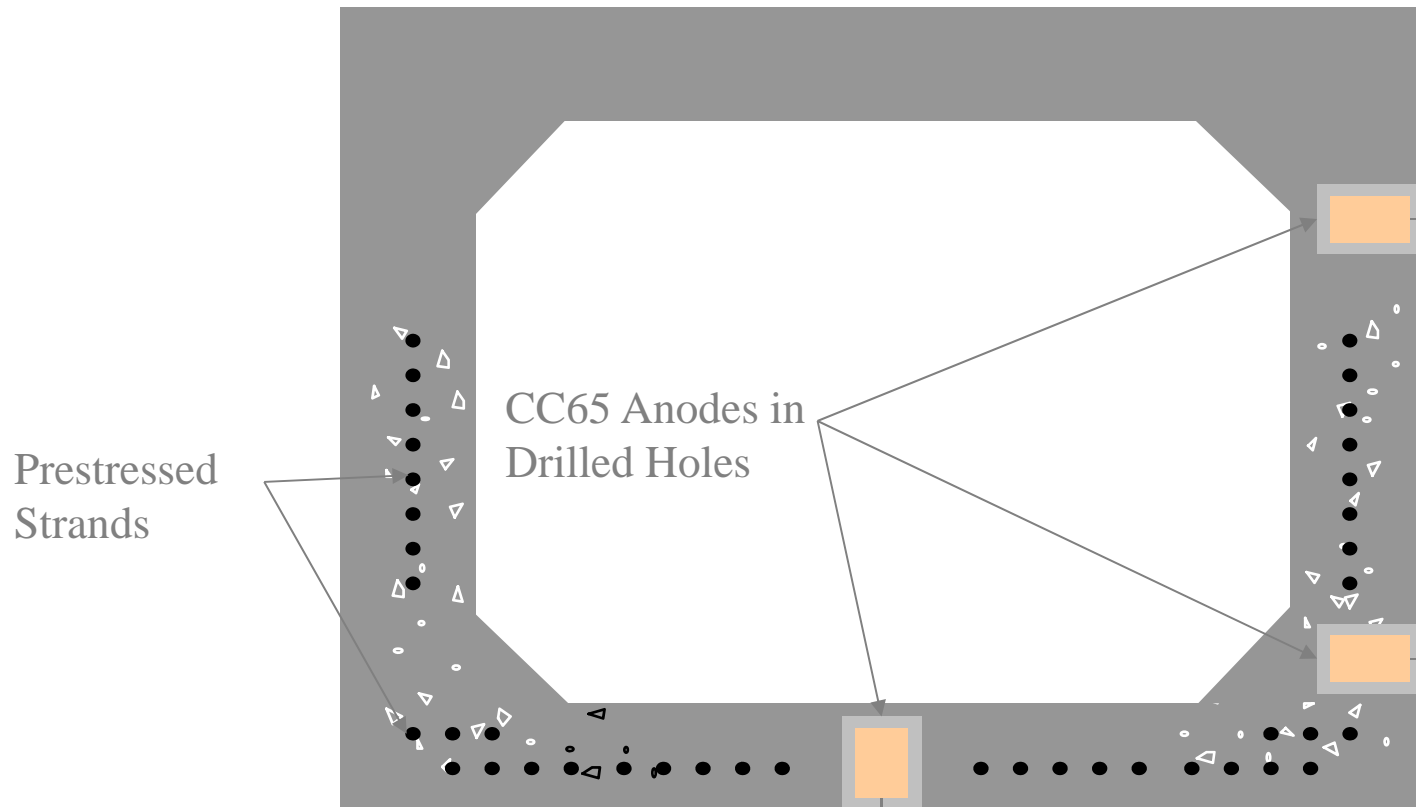 CC65 Anodes in
Drilled Holes
Prestressed
Strands